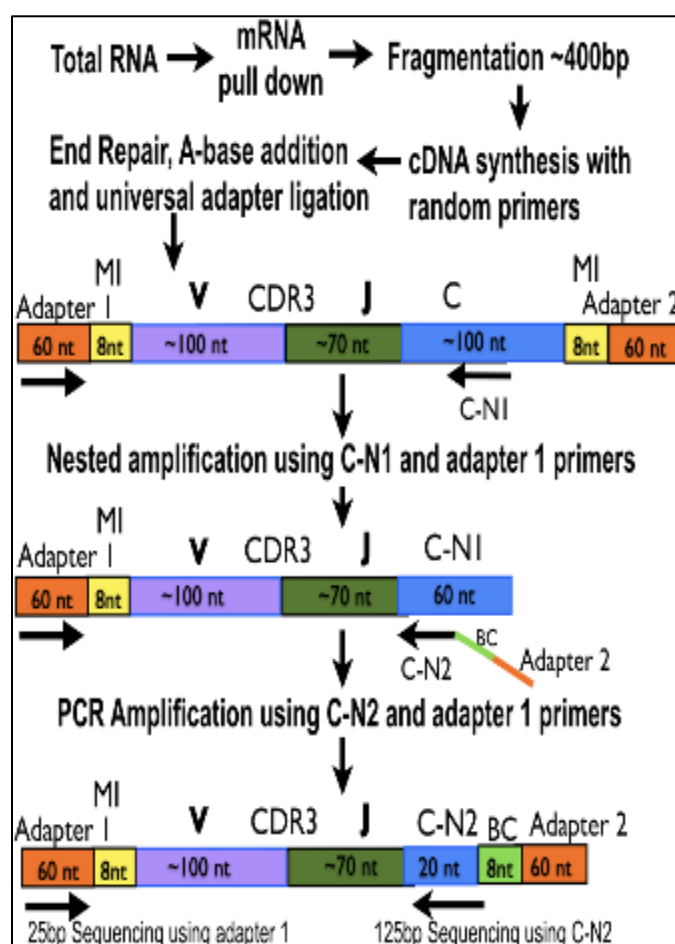 Total RNA
mRNA
pull down
Fragmentation ~400bp
End Repair, A-base addition
and universal adapter ligation
cDNA synthesis with
random primers
MI
MI
Adapter 1
V
CDR3
J
C
Adapter 2
60 nt
8nt
~100 nt
~70 nt
~100 nt
8nt
60 nt
C-N1
Nested amplification using C-N1 and adapter 1 primers
MI
Adapter 1
V
CDR3
J
C-N1
60 nt
8nt
~100 nt
~70 nt
60 nt
BC
C-N2
Adapter 2
PCR Amplification using C-N2 and adapter 1 primers
MI
Adapter 1
V
CDR3
J
C-N2
BC
Adapter 2
60 nt
8nt
~100 nt
~70 nt
20 nt
8nt
60 nt
25bp Sequencing using adapter 1
125bp Sequencing using C-N2